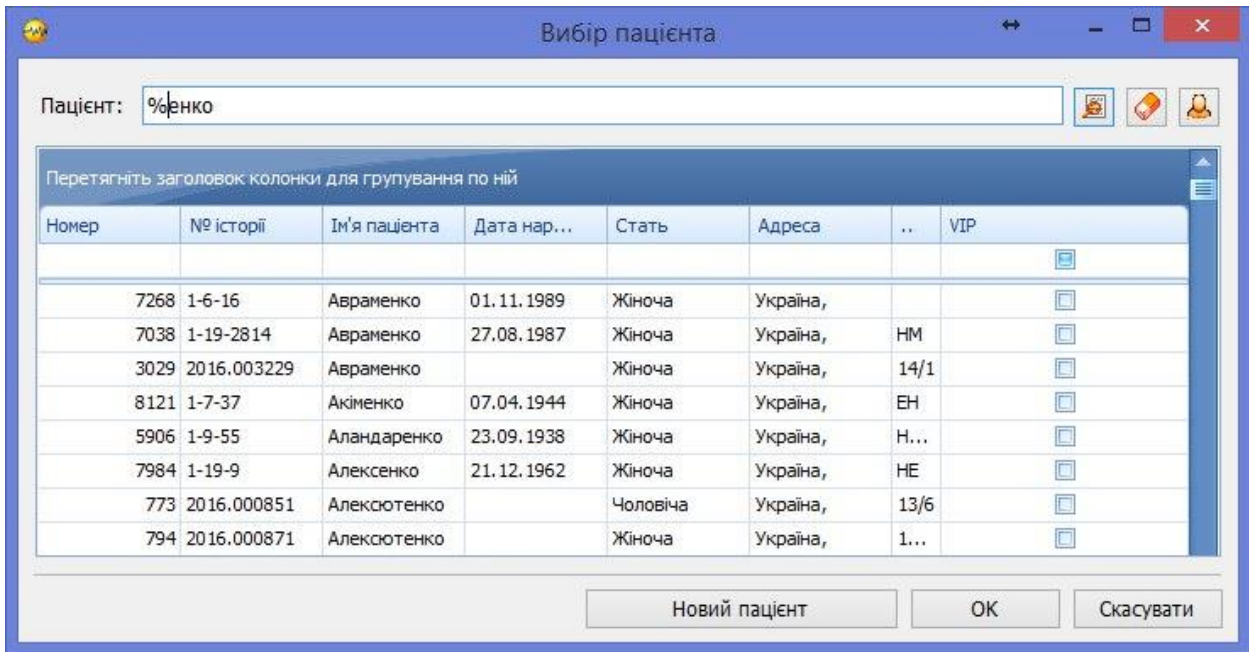 Вибір пацієнта
Пацієнт: %енко
Перетягніть заголовок колонки для групування по ній
Номер № історії Ім'я пацієнта Дата нар... Стать Адреса .. VIP
7268 1-6-16 Авраменко 01.11.1989 Жіноча Україна,
7038 1-19-2814 Авраменко 27.08.1987 Жіноча Україна, НМ
3029 2016.003229 Авраменко Жіноча Україна, 14/1
8121 1-7-37 Акіменко 07.04.1944 Жіноча Україна, ЕН
5906 1-9-55 Аландаренко 23.09.1938 Жіноча Україна, Н...
7984 1-19-9 Алексенко 21.12.1962 Жіноча Україна, НЕ
773 2016.000851 Алексютенко Чоловіча Україна, 13/6
794 2016.000871 Алексютенко Жіноча Україна, 1...
Новий пацієнт ОК Скасувати